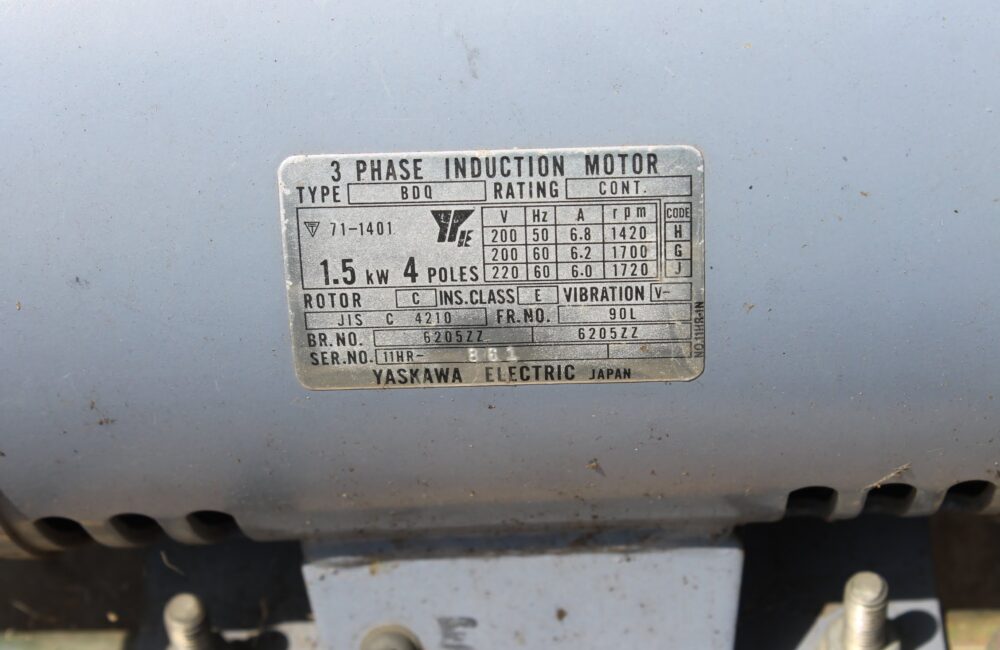 3 PHASE INDUCTION MOTOR
TYPE BDQ RATING CONT.
71-1401
1.5 kW 4 POLES
V Hz A rpm CODE
200 50 6.8 1420 H
200 60 6.2 1700 G
220 60 6.0 1720 J
ROTOR C INS.CLASS E VIBRATION V-
JIS C 4210 FR.NO. 90L
BR.NO. 6205ZZ 6205ZZ
SER.NO. 11HR- 881
YASKAWA ELECTRIC JAPAN